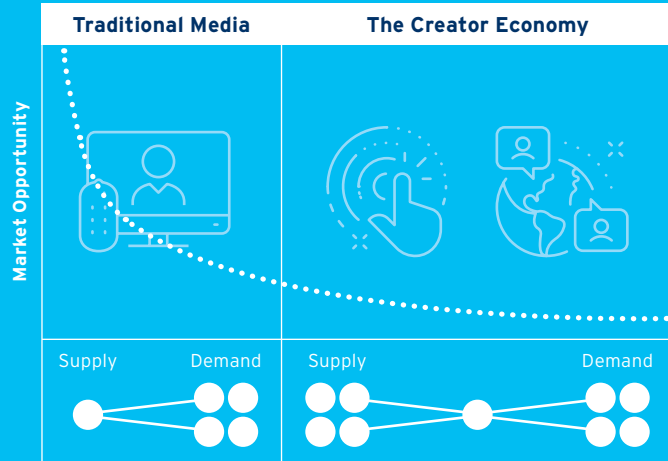 Traditional Media
The Creator Economy
Market Opportunity
Supply
Demand
Supply
Demand